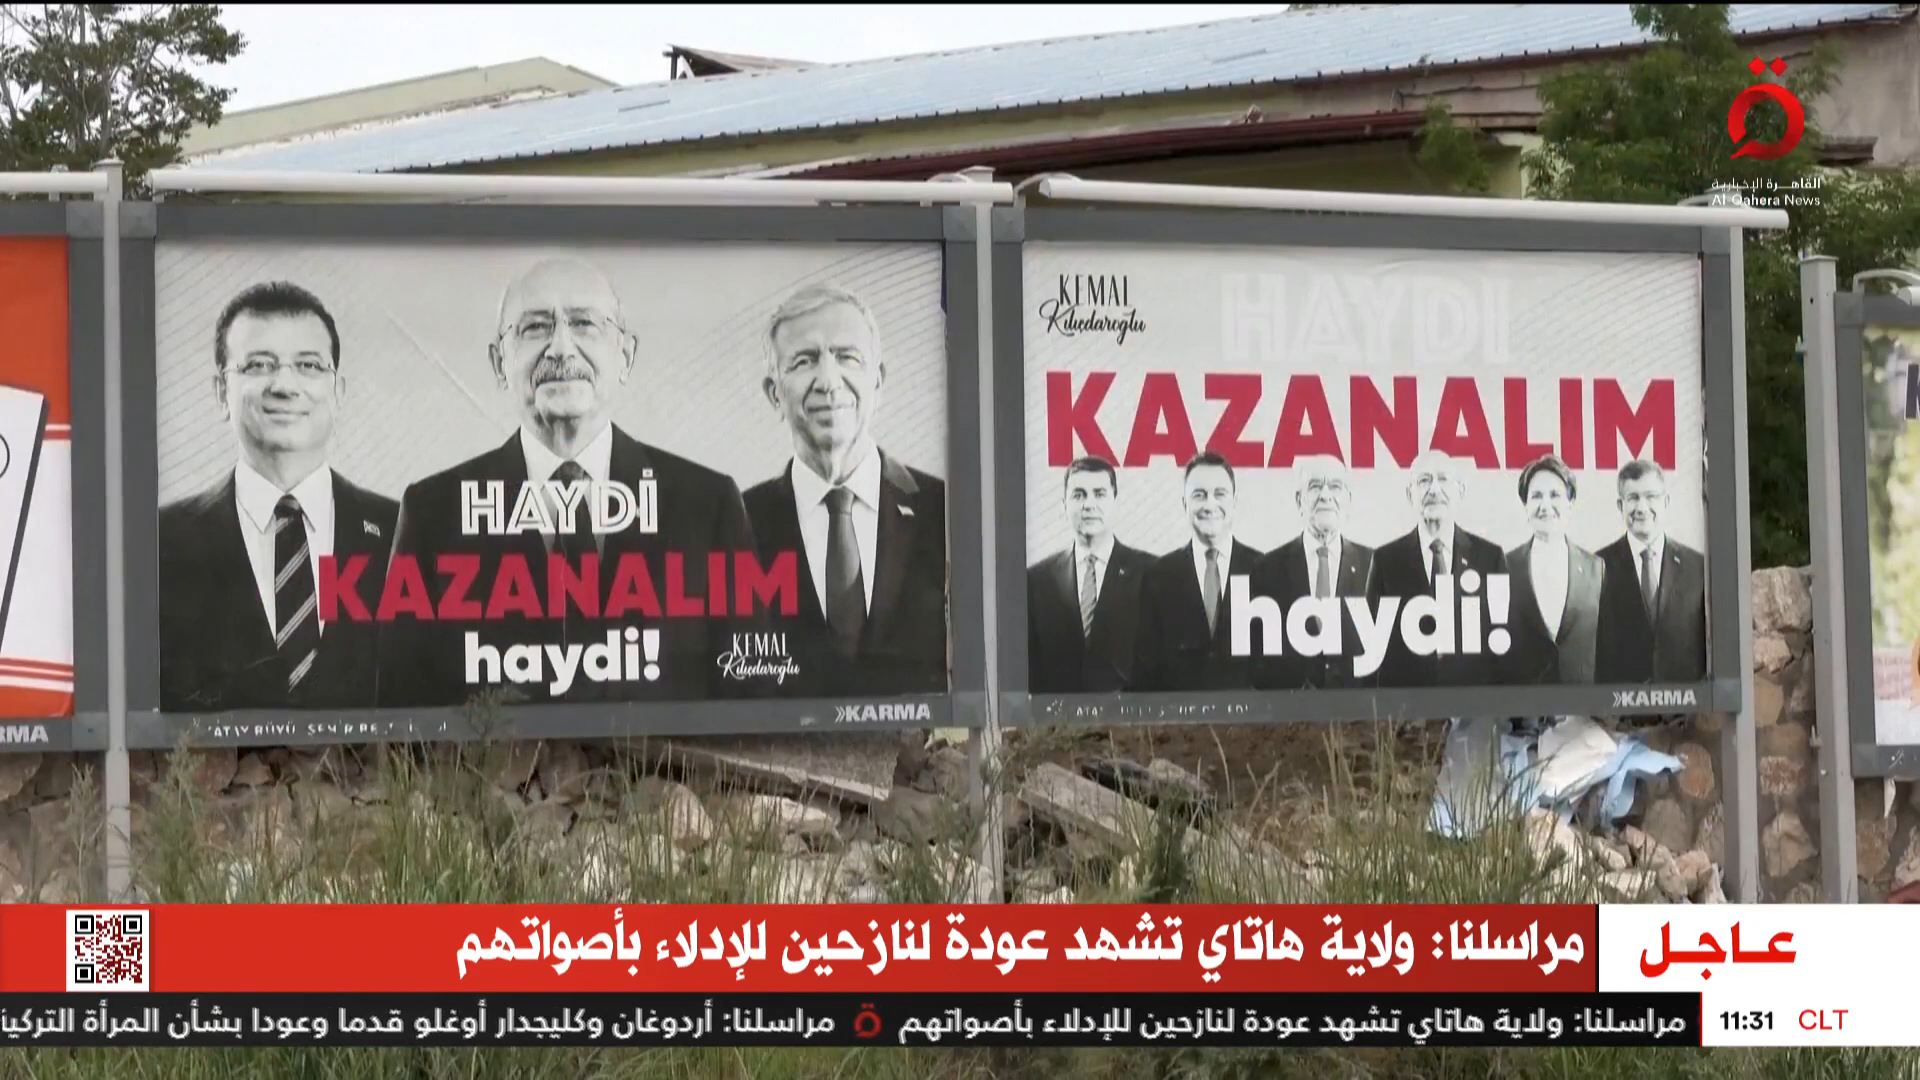 القاهرة الإخبارية
Al Qahera News
HAYDİ
KAZANALIM
haydi!
KEMAL
Kılıçdaroğlu
KARMA
KEMAL
Kılıçdaroğlu
HAYDİ
KAZANALIM
haydi!
KARMA
RMA
عاجل
مراسلنا: ولاية هاتاي تشهد عودة لنازحين للإدلاء بأصواتهم
11:31 CLT
مراسلنا: ولاية هاتاي تشهد عودة لنازحين للإدلاء بأصواتهم
مراسلنا: أردوغان وكليجدار أوغلو قدما وعودا بشأن المرأة التركية